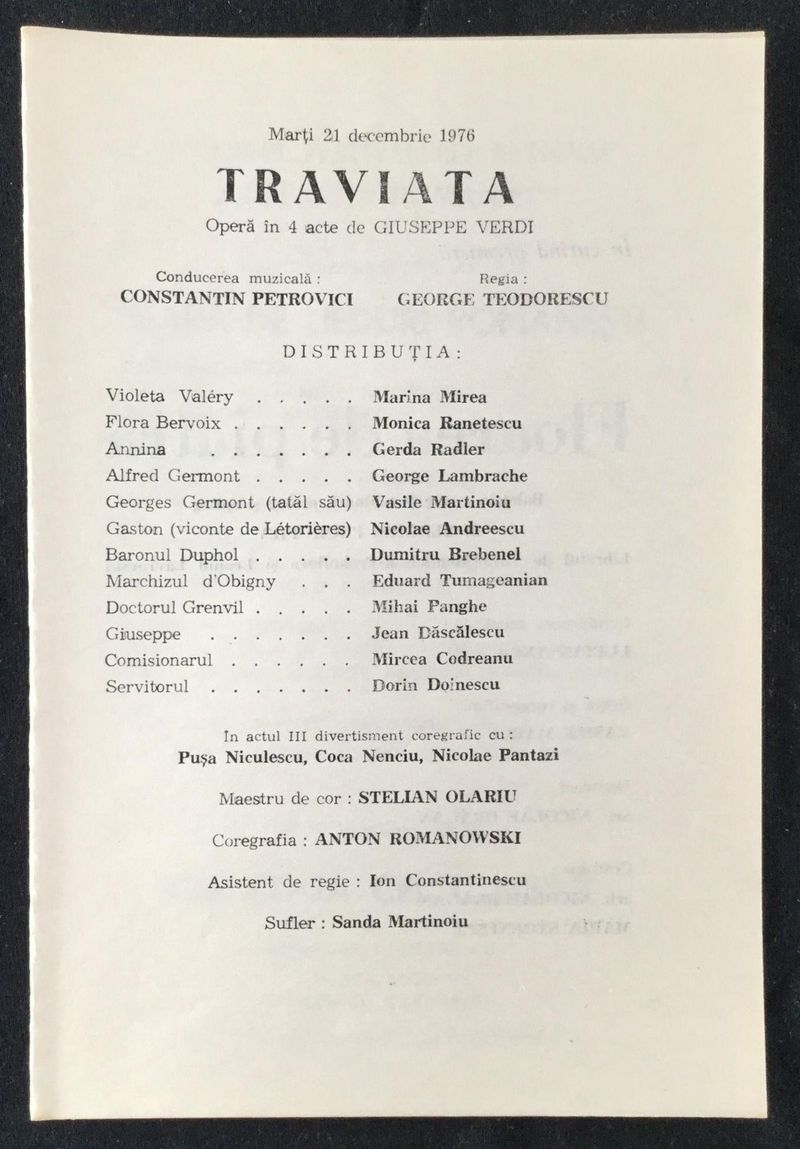 Marţi 21 decembrie 1976
TRAVIATA
Operă în 4 acte de GIUSEPPE VERDI
Conducerea muzicală :
CONSTANTIN PETROVICI
Regia :
GEORGE TEODORESCU
DISTRIBUŢIA:
Violeta Valéry . . . . . Marina Mirea
Flora Bervoix . . . . . . Monica Ranetescu
Annina . . . . . . . Gerda Radler
Alfred Germont . . . . . George Lambrache
Georges Germont (tatăl său) Vasile Martinoiu
Gaston (viconte de Létorières) Nicolae Andreescu
Baronul Duphol . . . . . Dumitru Brebenel
Marchizul d'Obigny . . . Eduard Tumageanian
Doctorul Grenvil . . . . . Mihai Panghe
Giuseppe . . . . . . . Jean Dăscălescu
Comisionarul . . . . . . Mircea Codreanu
Servitorul . . . . . . . Dorin Doinescu
In actul III divertisment coregrafic cu :
Puşa Niculescu, Coca Nenciu, Nicolae Pantazi
Maestru de cor : STELIAN OLARIU
Coregrafia : ANTON ROMANOWSKI
Asistent de regie : Ion Constantinescu
Sufler : Sanda Martinoiu